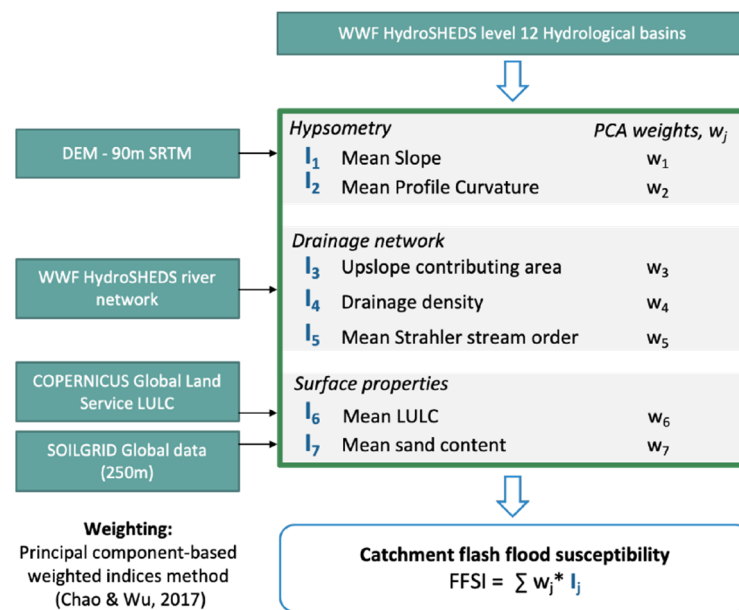 WWF HydroSHEDS level 12 Hydrological basins
DEM - 90m SRTM
Hypsometry PCA weights, wj
I1 Mean Slope w1
I2 Mean Profile Curvature w2
WWF HydroSHEDS river
network
Drainage network
I3 Upslope contributing area w3
I4 Drainage density w4
I5 Mean Strahler stream order w5
COPERNICUS Global Land
Service LULC
SOILGRID Global data
(250m)
Surface properties
I6 Mean LULC w6
I7 Mean sand content w7
Weighting:
Principal component-based
weighted indices method
(Chao & Wu, 2017)
Catchment flash flood susceptibility
FFSI = ∑ wj* Ij